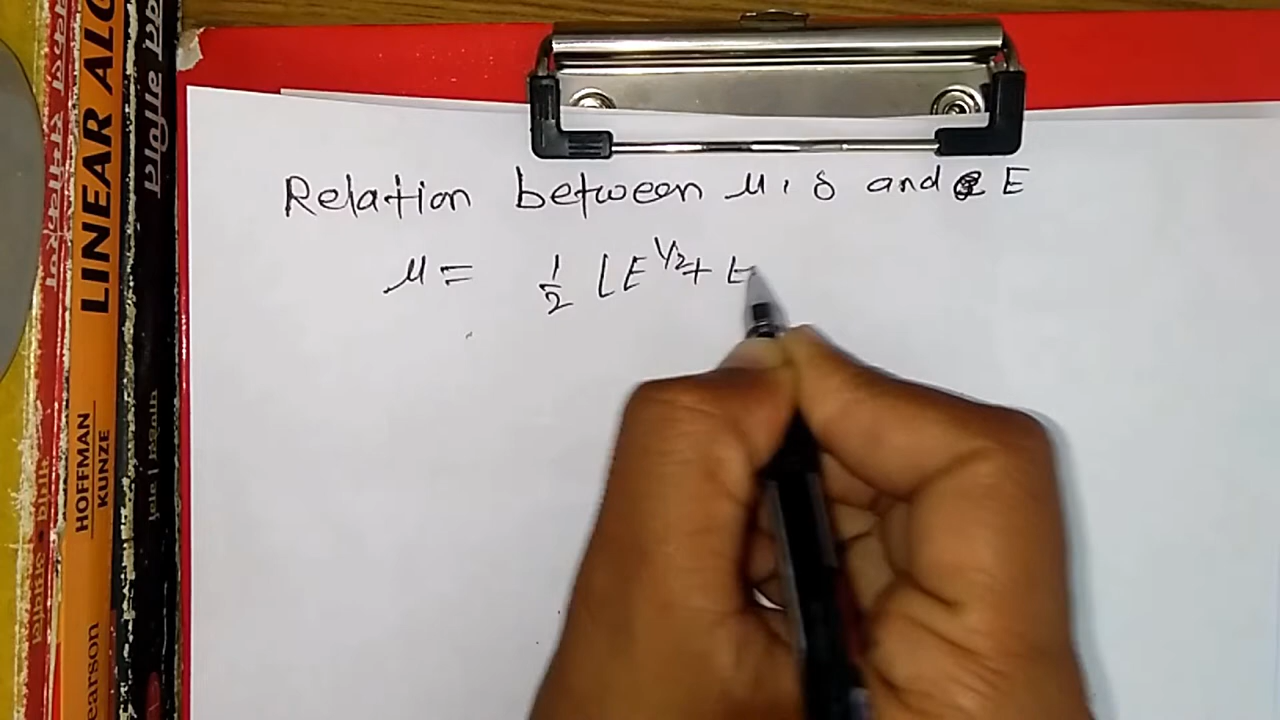 Relation between μ, δ and E
μ = 1/2 [E^1/2 + E
LINEAR ALG
HOFFMAN
KUNZE
earson